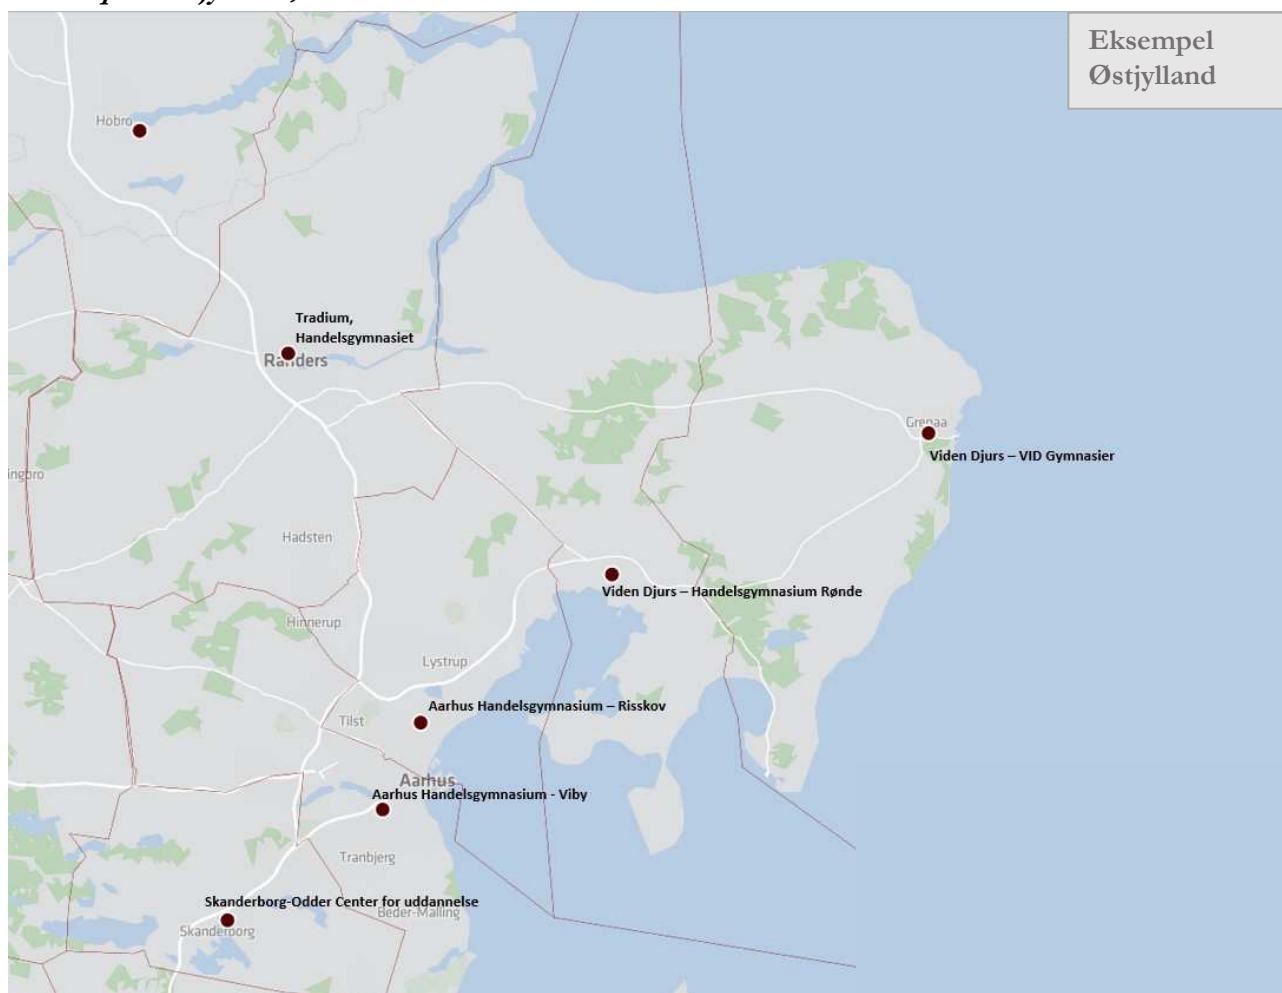 Eksempel
Østjylland
Hobro
Tradium,
Handelsgymnasiet
Randers
Grenaa
Viden Djurs – VID Gymnasier
Hadsten
Viden Djurs – Handelsgymnasium Rønde
Hinnerup
Lystrup
Aarhus Handelsgymnasium – Risskov
Tilst
Aarhus
Aarhus Handelsgymnasium - Viby
Tranbjerg
Skanderborg-Odder Center for uddannelse
Beder-Malling
Skanderborg